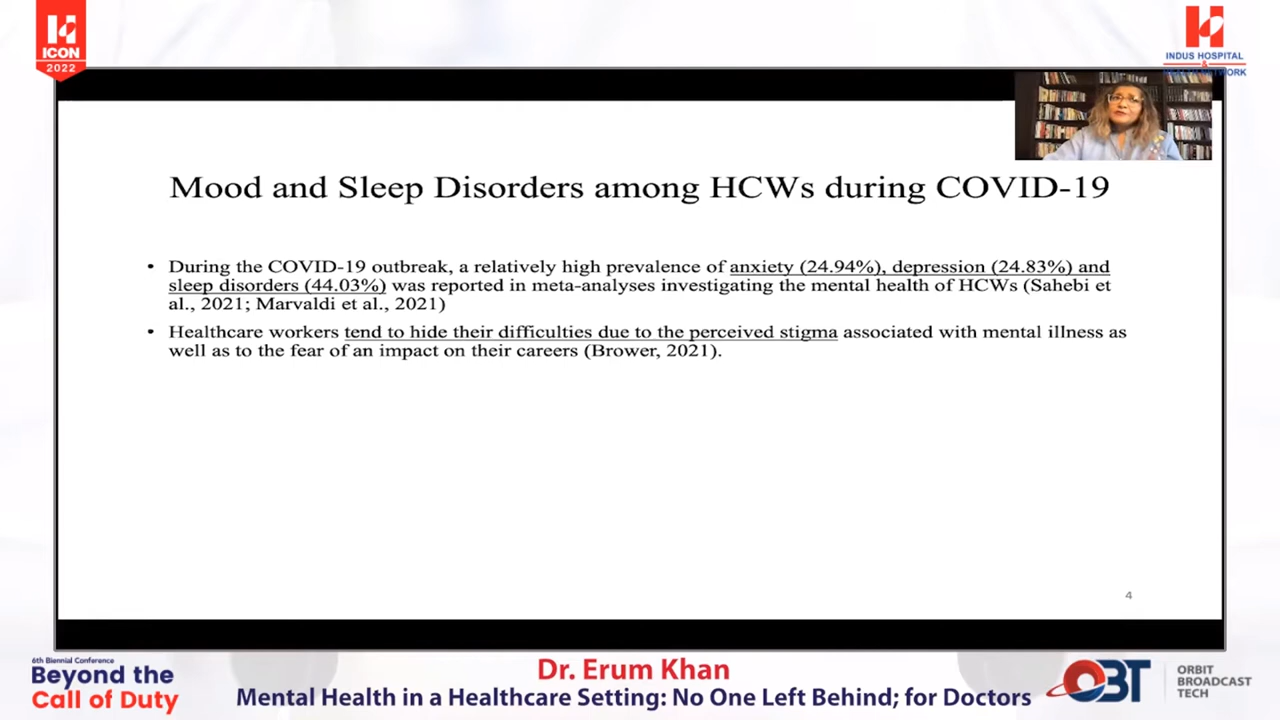 ICON
2022
INDUS HOSPITAL
&
HEALTH NETWORK
Mood and Sleep Disorders among HCWs during COVID-19
• During the COVID-19 outbreak, a relatively high prevalence of anxiety (24.94%), depression (24.83%) and
sleep disorders (44.03%) was reported in meta-analyses investigating the mental health of HCWs (Sahebi et
al., 2021; Marvaldi et al., 2021)
• Healthcare workers tend to hide their difficulties due to the perceived stigma associated with mental illness as
well as to the fear of an impact on their careers (Brower, 2021).
4
6th Biennial Conference
Beyond the
Call of Duty
Dr. Erum Khan
Mental Health in a Healthcare Setting: No One Left Behind; for Doctors
OBT
ORBIT
BROADCAST
TECH